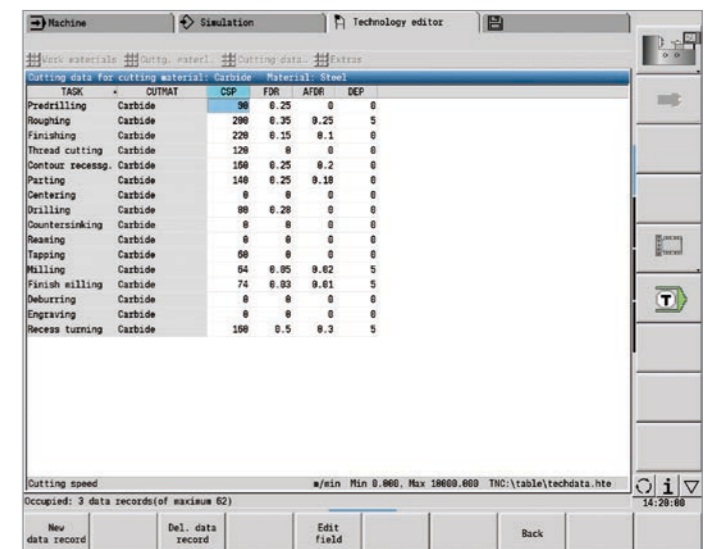 Machine Simulation Technology editor
Work materials Cuttg. materl. Cutting data. Extras
Cutting data for cutting material: Carbide Material: Steel
TASK CUTMAT CSP FDR AFDR DEP
Predrilling Carbide 90 0.25 0 0
Roughing Carbide 200 0.35 0.25 5
Finishing Carbide 220 0.15 0.1 0
Thread cutting Carbide 120 0 0 0
Contour recessg. Carbide 160 0.25 0.2 0
Parting Carbide 140 0.25 0.18 0
Centering Carbide 0 0 0 0
Drilling Carbide 80 0.28 0 0
Countersinking Carbide 0 0 0 0
Reaming Carbide 0 0 0 0
Tapping Carbide 60 0 0 0
Milling Carbide 64 0.05 0.02 5
Finish milling Carbide 74 0.03 0.01 5
Deburring Carbide 0 0 0 0
Engraving Carbide 0 0 0 0
Recess turning Carbide 160 0.5 0.3 5
T
Cutting speed m/min Min 0.000, Max 10000.000 TNC:\table\techdata.hte
Occupied: 3 data records(of maximum 62)
i
14:20:00
New Del. data Edit Back
data record record field